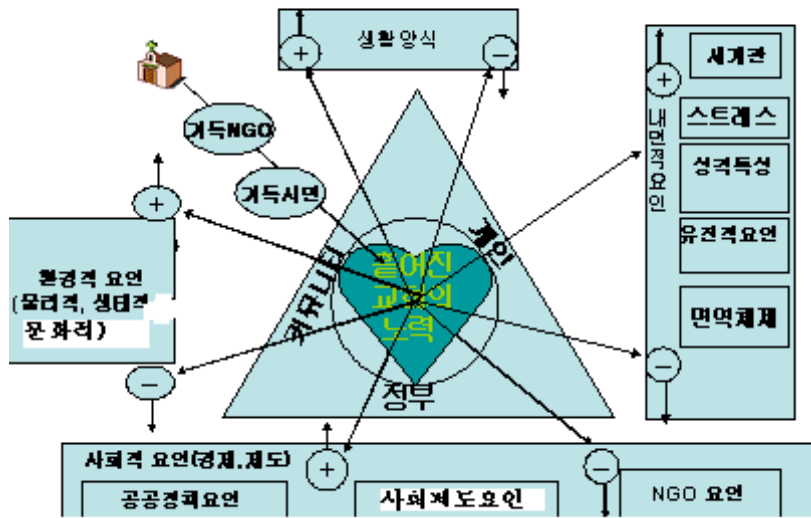 생활양식
+
−
세계관
스트레스
성격특성
유전적요인
면역체제
내면적요인
+
−
기독NGO
기독시민
개인
커뮤니티
정부
흩어진
교회의
노력
+
환경적 요인
(물리적, 생태적
문화적)
−
사회적 요인(경제,제도)
+
−
공공정책요인
사회제도요인
NGO 요인